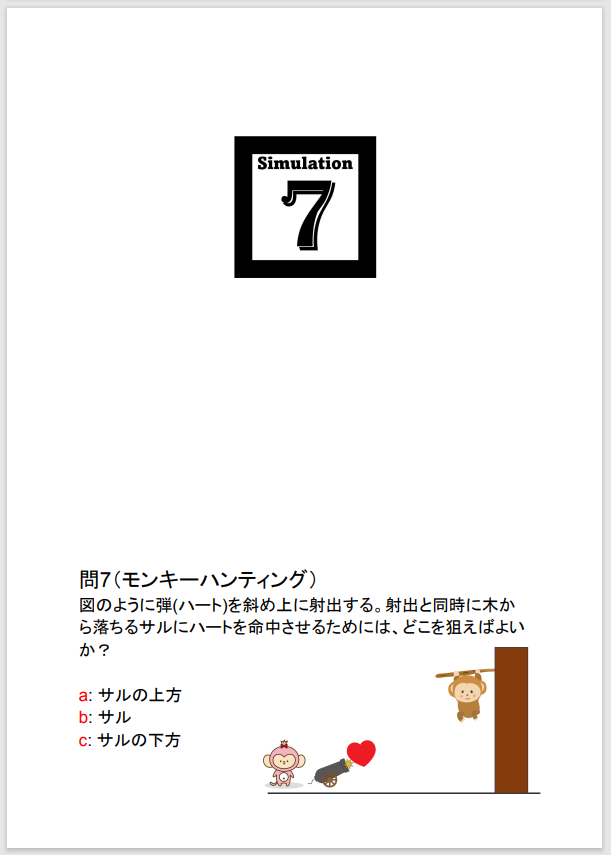 Simulation
7
問7（モンキーハンティング）
図のように弾(ハート)を斜め上に射出する。射出と同時に木か
ら落ちるサルにハートを命中させるためには、どこを狙えばよい
か？
a: サルの上方
b: サル
c: サルの下方